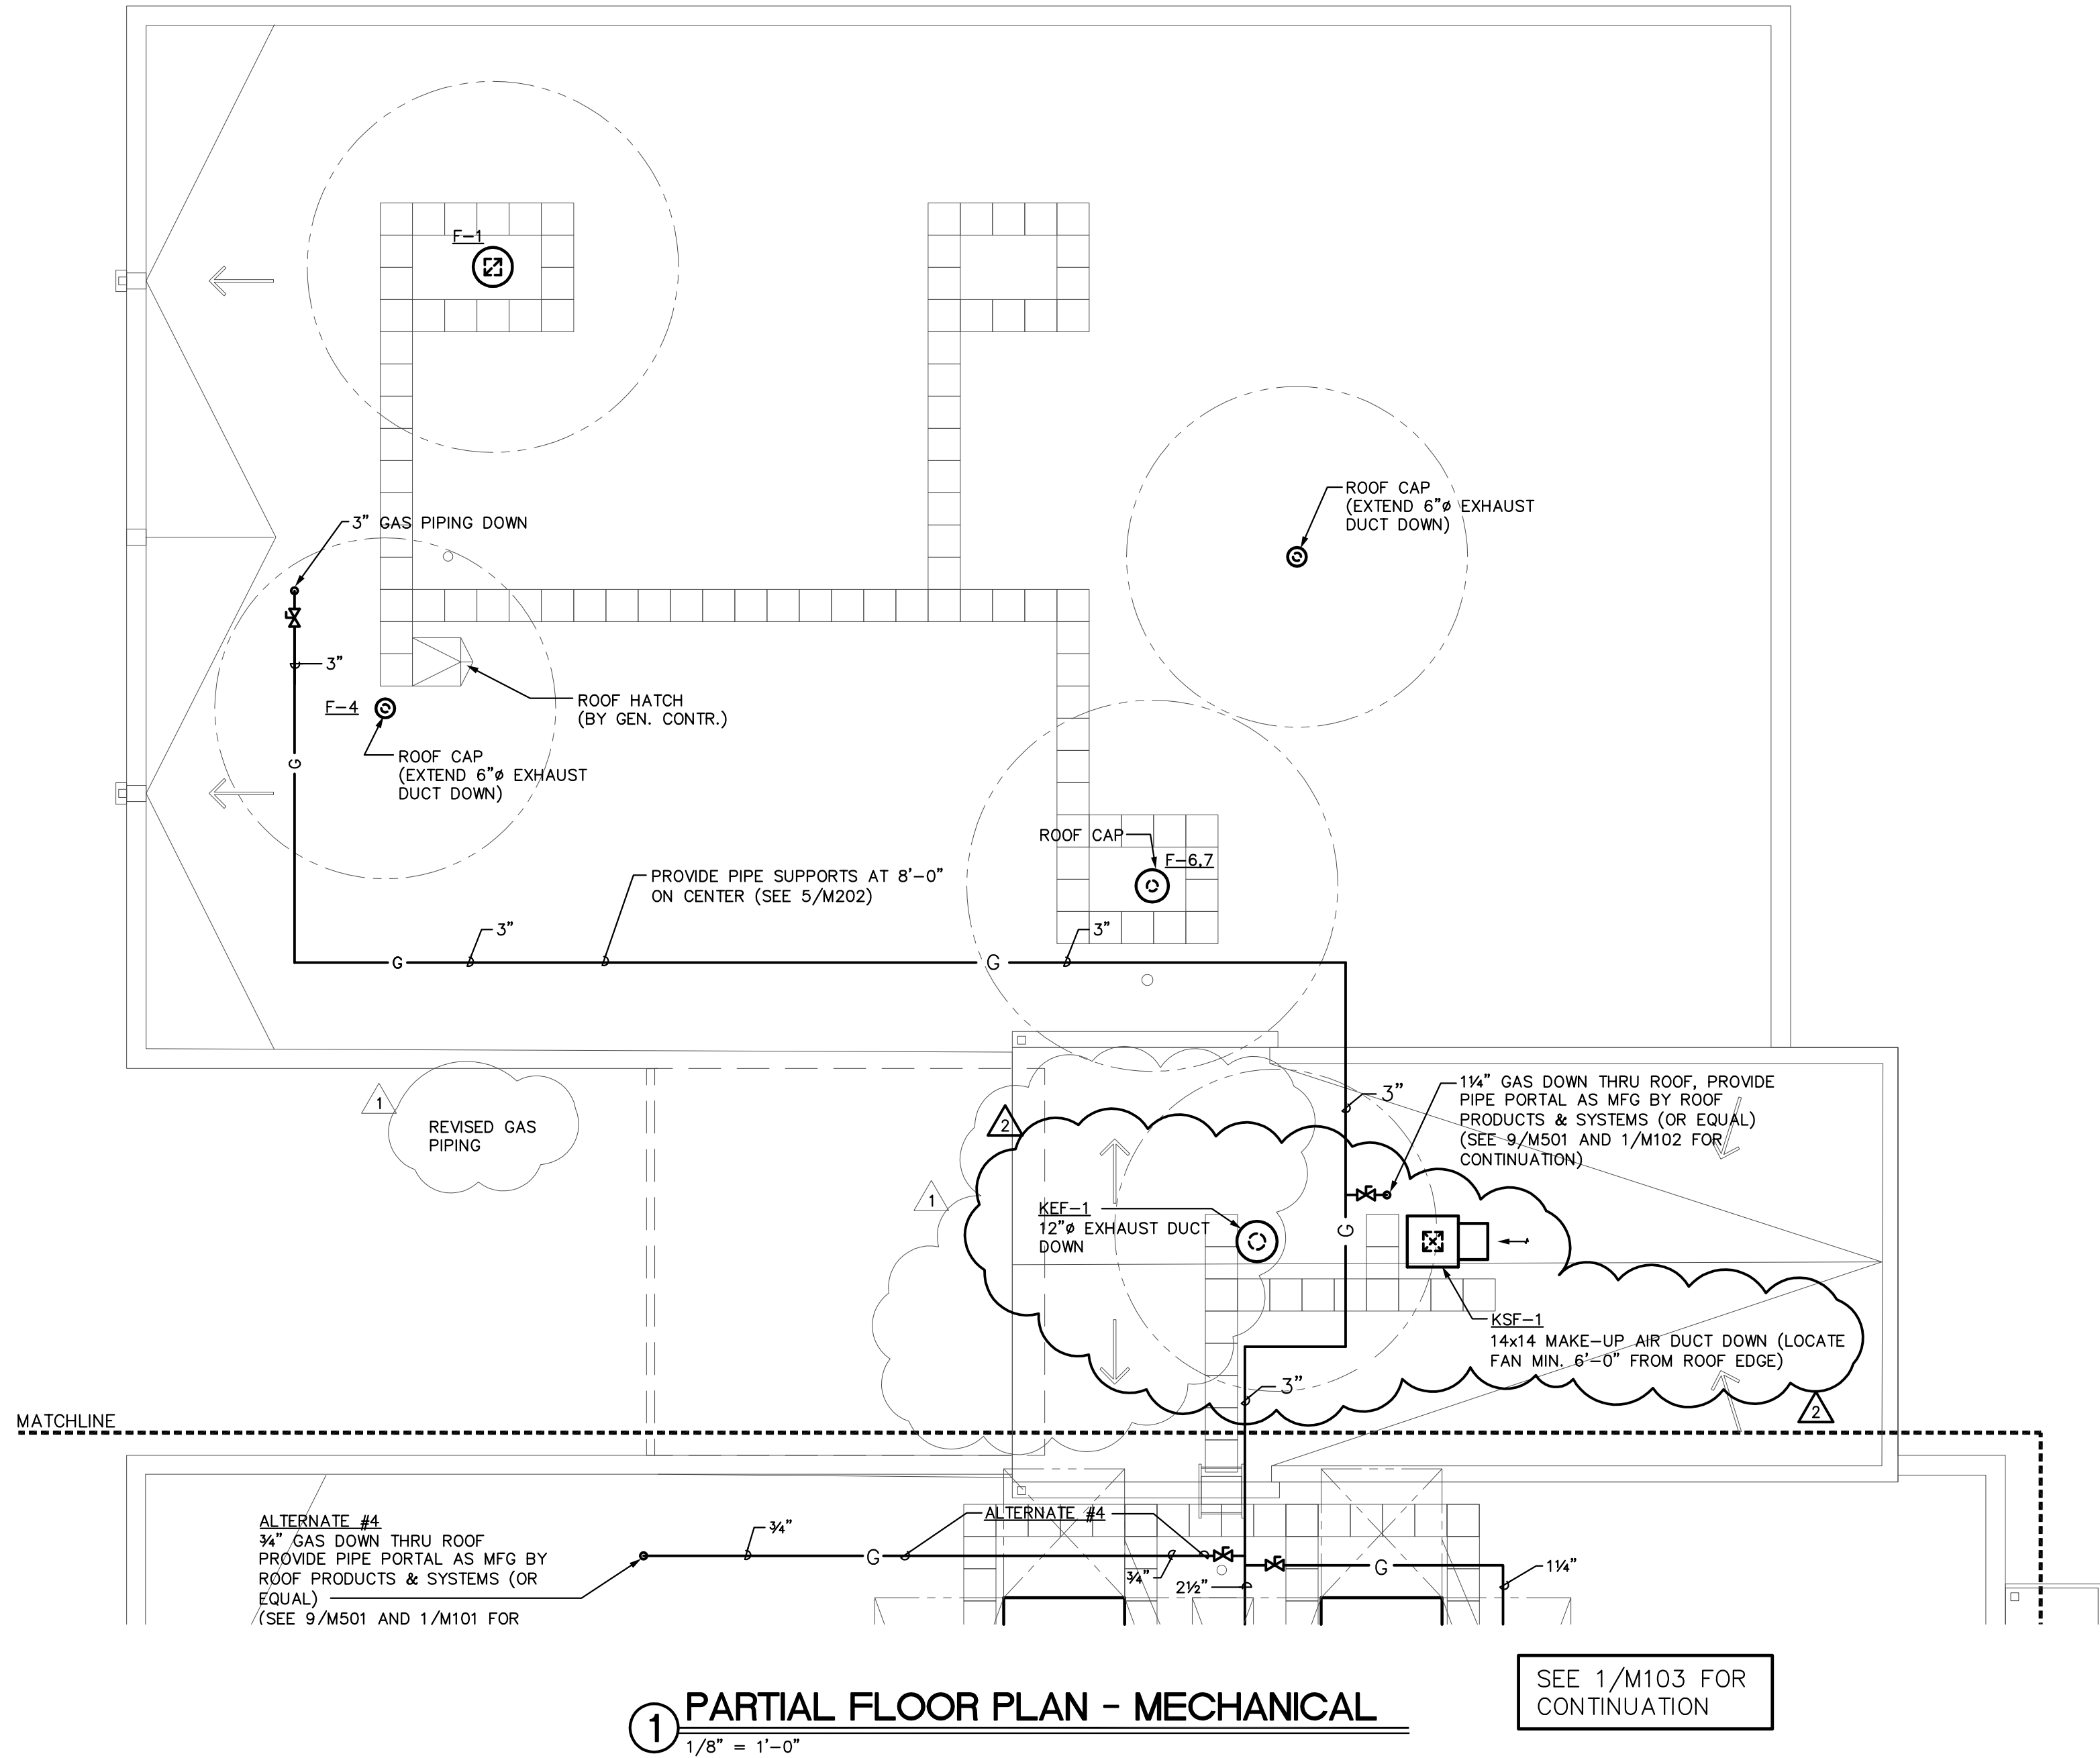 F-1
ROOF CAP
(EXTEND 6"ø EXHAUST
DUCT DOWN)
3" GAS PIPING DOWN
3"
ROOF HATCH
(BY GEN. CONTR.)
F-4
ROOF CAP
(EXTEND 6"ø EXHAUST
DUCT DOWN)
G
ROOF CAP
F-6,7
PROVIDE PIPE SUPPORTS AT 8'-0"
ON CENTER (SEE 5/M202)
3"
3"
G
G
1
REVISED GAS
PIPING
2
3"
1¼" GAS DOWN THRU ROOF, PROVIDE
PIPE PORTAL AS MFG BY ROOF
PRODUCTS & SYSTEMS (OR EQUAL)
(SEE 9/M501 AND 1/M102 FOR
CONTINUATION)
1
KEF-1
12"ø EXHAUST DUCT
DOWN
G
KSF-1
14x14 MAKE-UP AIR DUCT DOWN (LOCATE
FAN MIN. 6'-0" FROM ROOF EDGE)
3"
2
MATCHLINE
ALTERNATE #4
¾" GAS DOWN THRU ROOF
PROVIDE PIPE PORTAL AS MFG BY
ROOF PRODUCTS & SYSTEMS (OR
EQUAL)
(SEE 9/M501 AND 1/M101 FOR
ALTERNATE #4
¾"
G
¾"
2½"
G
1¼"
SEE 1/M103 FOR
CONTINUATION
1 PARTIAL FLOOR PLAN - MECHANICAL
1/8" = 1'-0"